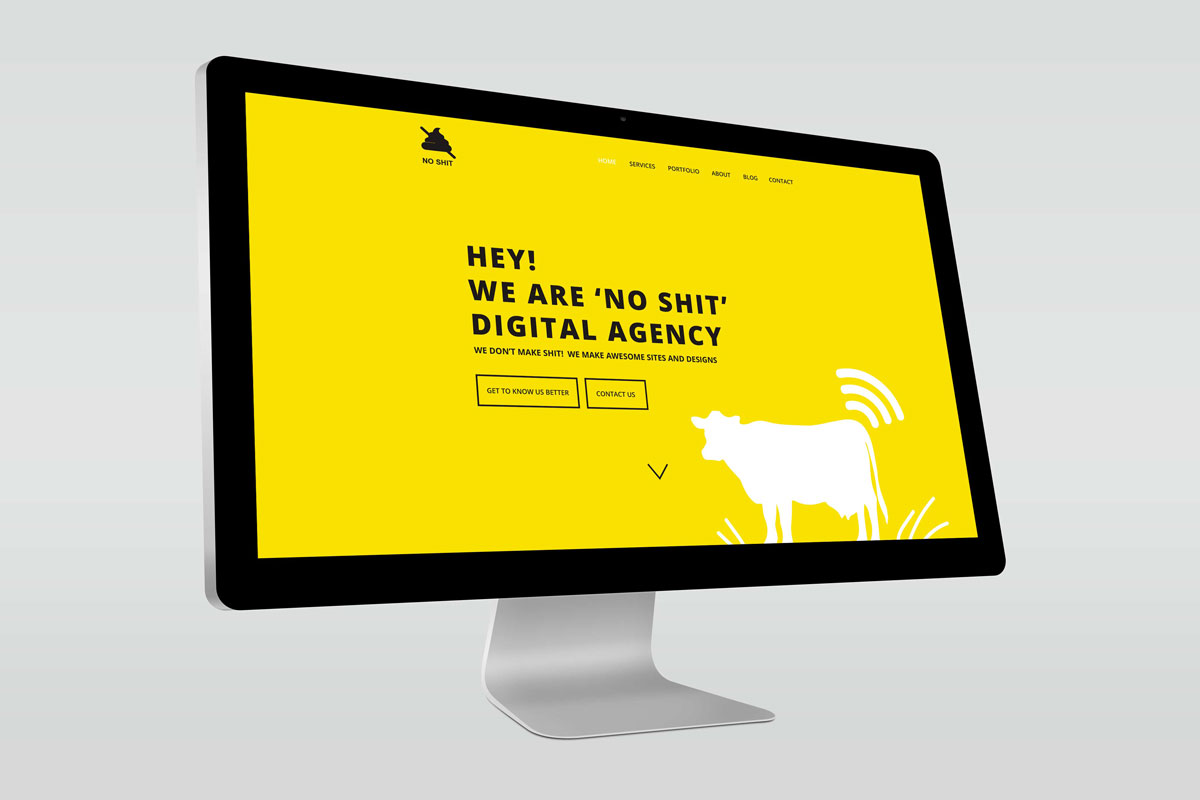 NO SHIT
HOME SERVICES PORTFOLIO ABOUT BLOG CONTACT
HEY!
WE ARE ‘NO SHIT’
DIGITAL AGENCY
WE DON'T MAKE SHIT! WE MAKE AWESOME SITES AND DESIGNS
GET TO KNOW US BETTER CONTACT US